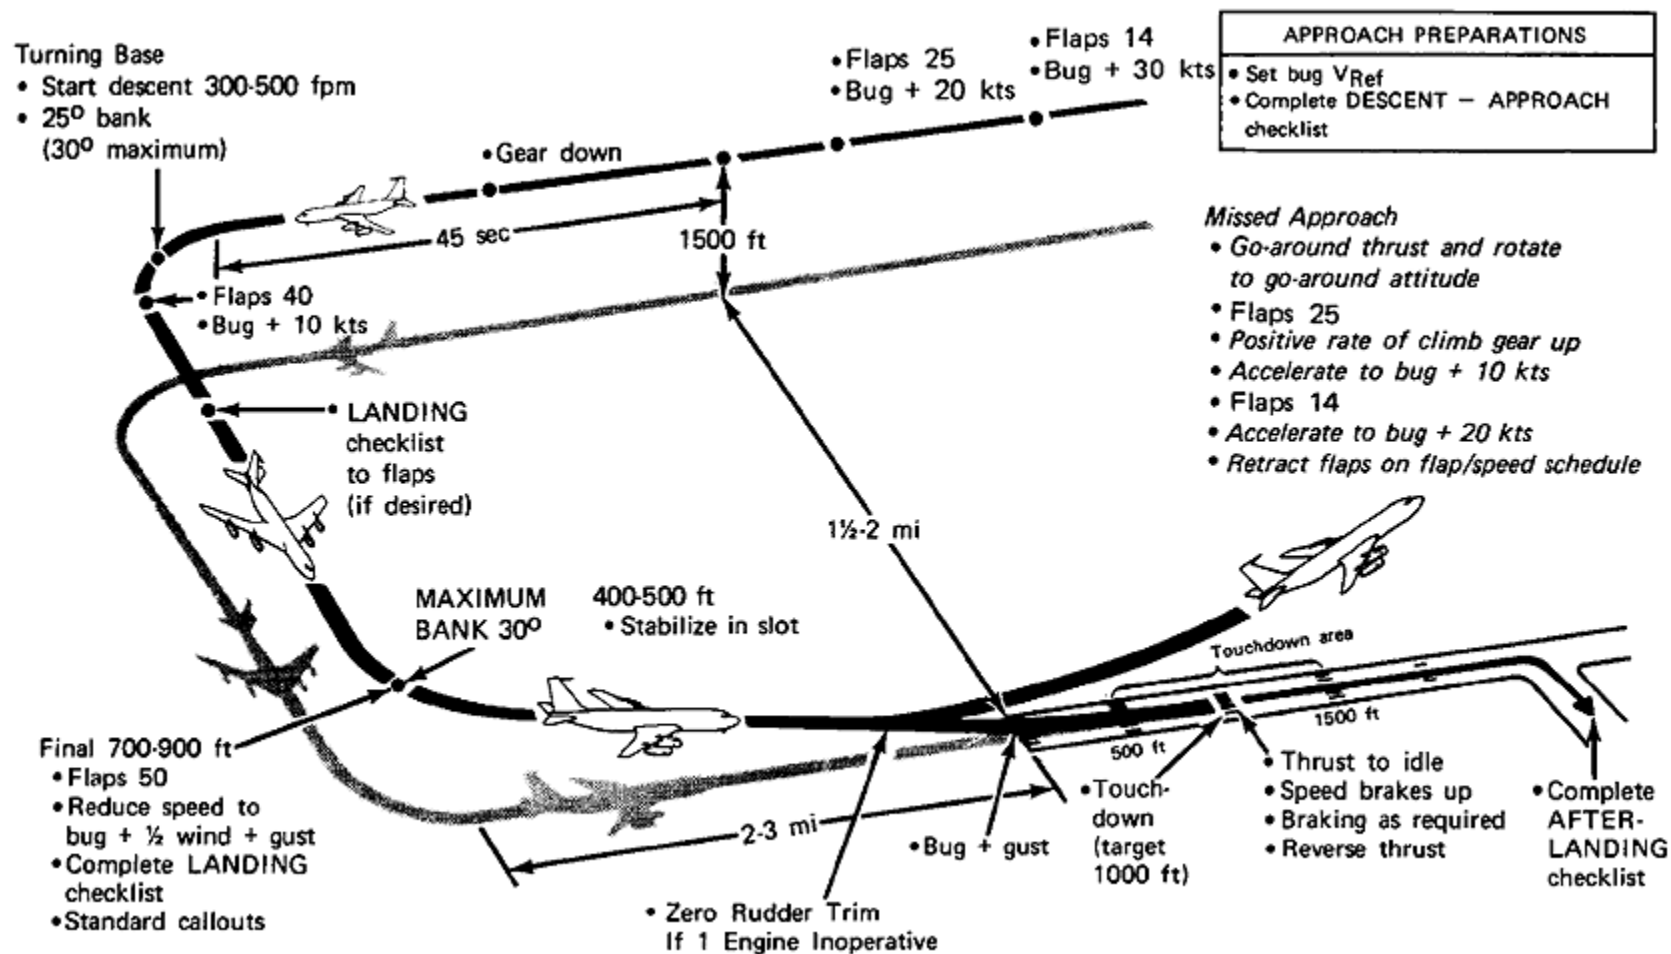 Turning Base
• Start descent 300-500 fpm
• 25° bank
(30° maximum)
• Gear down
• Flaps 25
• Bug + 20 kts
• Flaps 14
• Bug + 30 kts
APPROACH PREPARATIONS
• Set bug VRef
• Complete DESCENT – APPROACH
checklist
45 sec
1500 ft
• Flaps 40
• Bug + 10 kts
• LANDING
checklist
to flaps
(if desired)
Missed Approach
• Go-around thrust and rotate
to go-around attitude
• Flaps 25
• Positive rate of climb gear up
• Accelerate to bug + 10 kts
• Flaps 14
• Accelerate to bug + 20 kts
• Retract flaps on flap/speed schedule
1½-2 mi
MAXIMUM
BANK 30°
400-500 ft
• Stabilize in slot
Touchdown area
500 ft
1500 ft
Final 700-900 ft
• Flaps 50
• Reduce speed to
bug + ½ wind + gust
• Complete LANDING
checklist
• Standard callouts
2-3 mi
• Zero Rudder Trim
If 1 Engine Inoperative
• Bug + gust
• Touch-
down
(target
1000 ft)
• Thrust to idle
• Speed brakes up
• Braking as required
• Reverse thrust
• Complete
AFTER-
LANDING
checklist